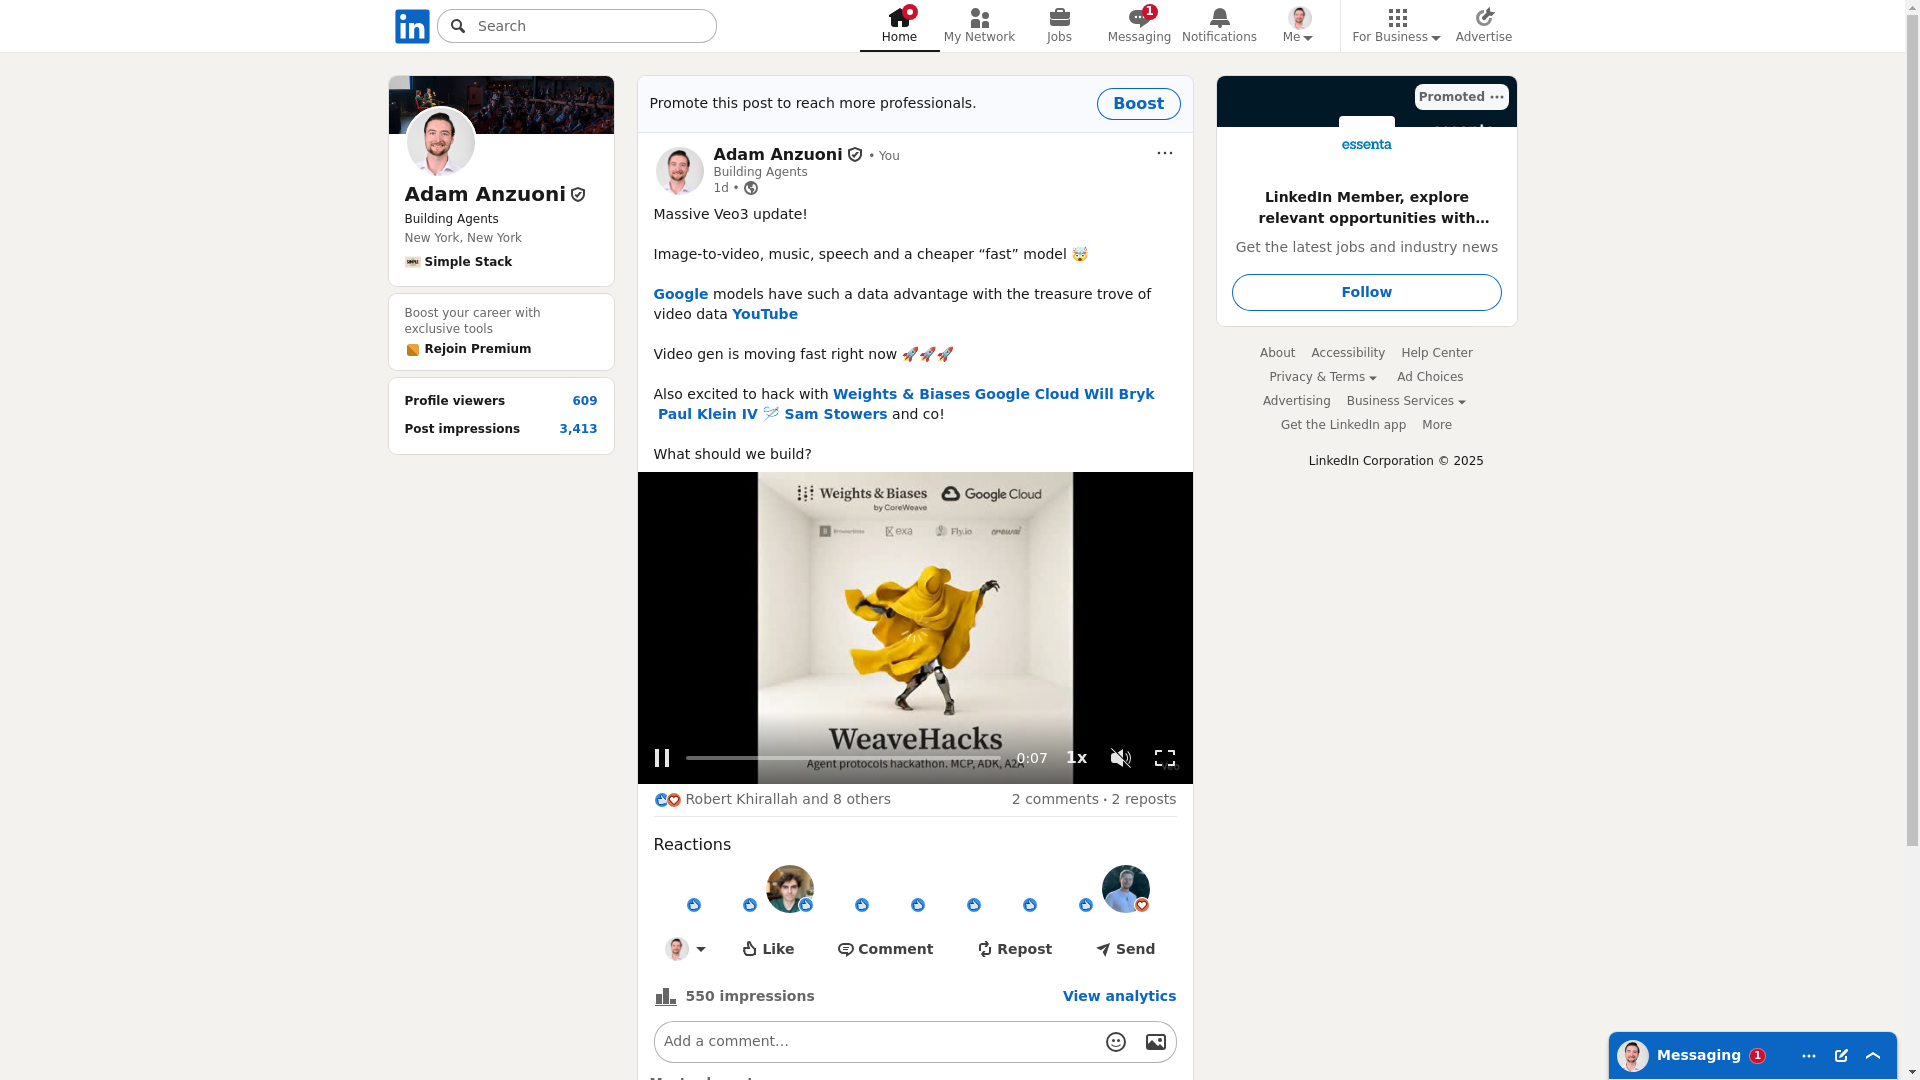 in
Search
Home
My Network
Jobs
1
Messaging
Notifications
Me
For Business
Advertise
Adam Anzuoni
Building Agents
New York, New York
Simple Stack
Boost your career with
exclusive tools
Rejoin Premium
Profile viewers 609
Post impressions 3,413
Promote this post to reach more professionals.
Boost
Adam Anzuoni • You
Building Agents
1d •
Massive Veo3 update!
Image-to-video, music, speech and a cheaper “fast” model 🤯
Google models have such a data advantage with the treasure trove of
video data YouTube
Video gen is moving fast right now 🚀🚀🚀
Also excited to hack with Weights & Biases Google Cloud Will Bryk
Paul Klein IV 🪡 Sam Stowers and co!
What should we build?
Weights & Biases
by CoreWeave
Google Cloud
Browserbase
exa
Fly.io
crewai
WeaveHacks
Agent protocols hackathon. MCP, ADK, A2A
0:07
1x
Veo
Robert Khirallah and 8 others
2 comments • 2 reposts
Reactions
Like
Comment
Repost
Send
550 impressions
View analytics
Add a comment…
Promoted
essenta
LinkedIn Member, explore
relevant opportunities with…
Get the latest jobs and industry news
Follow
About Accessibility Help Center
Privacy & Terms Ad Choices
Advertising Business Services
Get the LinkedIn app More
LinkedIn Corporation © 2025
Messaging 1